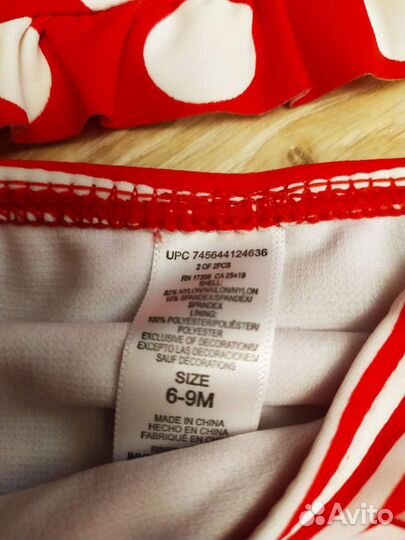 UPC 745644124636
2 OF 2PCS
RN 17358 CA 25419
SHELL:
82% NYLON/NAILON/NYLON
18% SPANDEX/SPANDEX/
SPANDEX
LINING:
100% POLYESTER/POLIÉSTER/
POLYESTER
EXCLUSIVE OF DECORATIONS/
EXCEPTO LAS DECORACIONES/
SAUF DÉCORATIONS
SIZE
6-9M
MADE IN CHINA
HECHO EN CHINA
FABRIQUÉ EN CHINE
Avito